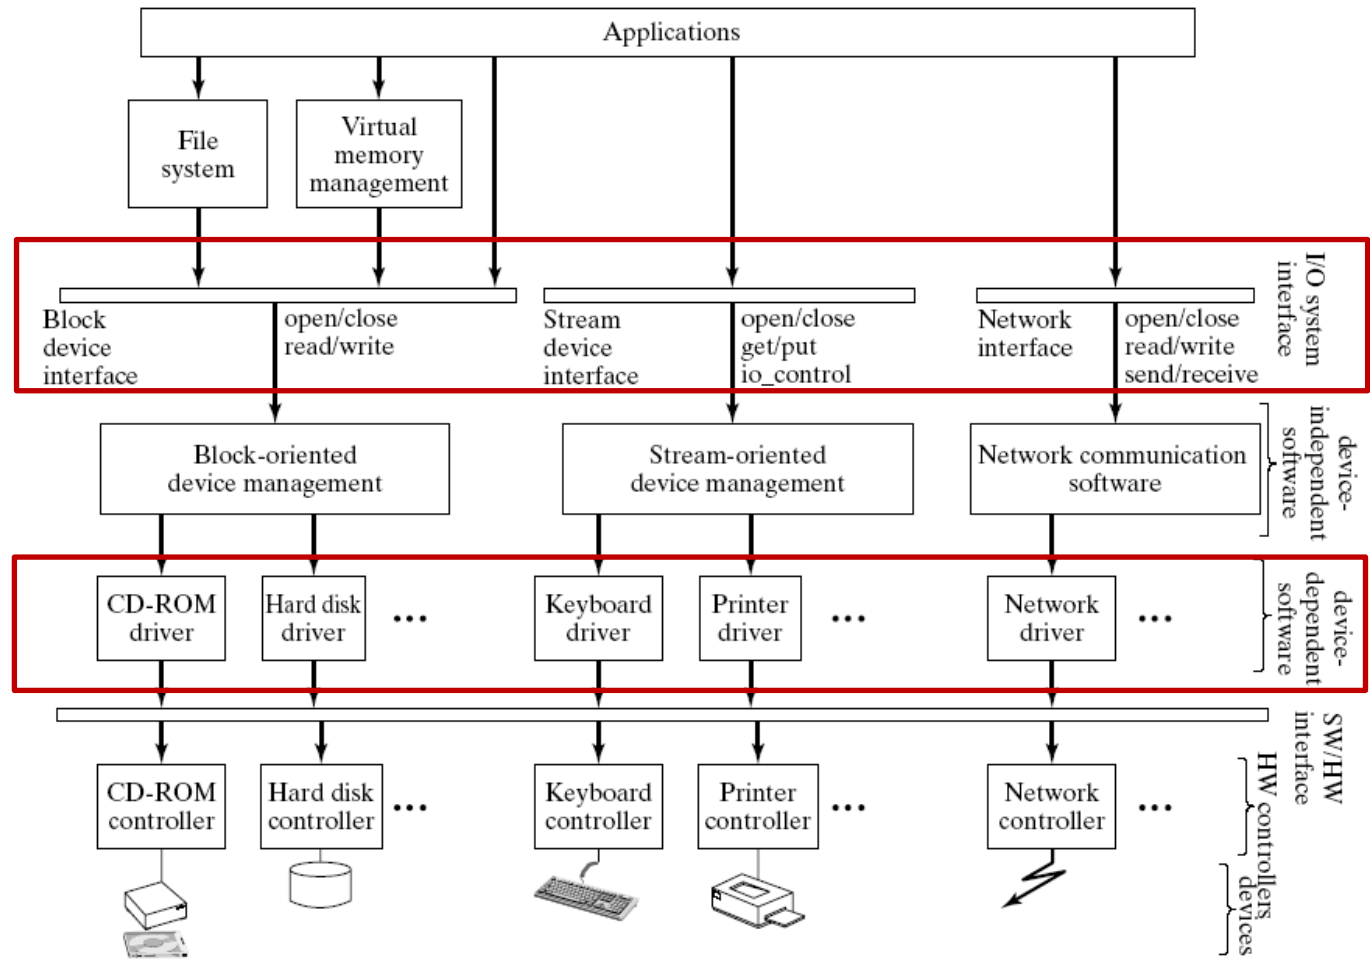 Applications
File
system
Virtual
memory
management
I/O system
interface
Block
device
interface
open/close
read/write
Stream
device
interface
open/close
get/put
io_control
Network
interface
open/close
read/write
send/receive
Block-oriented
device management
Stream-oriented
device management
Network communication
software
device-
independent
software
CD-ROM
driver
Hard disk
driver
...
Keyboard
driver
Printer
driver
...
Network
driver
...
device-
dependent
software
SW/HW
interface
CD-ROM
controller
Hard disk
controller
...
Keyboard
controller
Printer
controller
...
Network
controller
...
HW controllers
devices